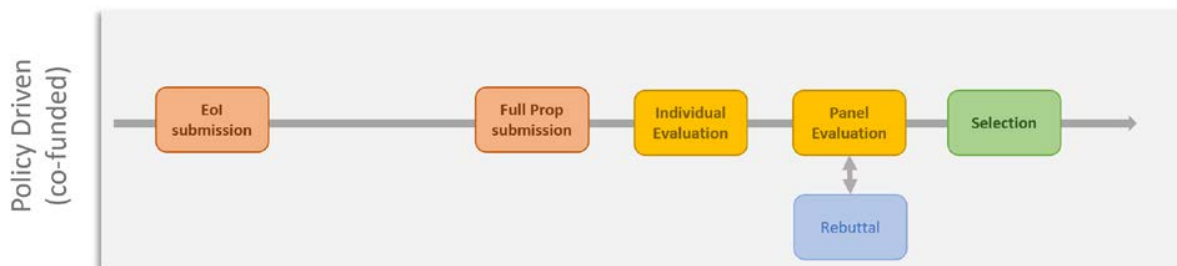 Policy Driven
(co-funded)
EoI
submission
Full Prop
submission
Individual
Evaluation
Panel
Evaluation
Selection
Rebuttal